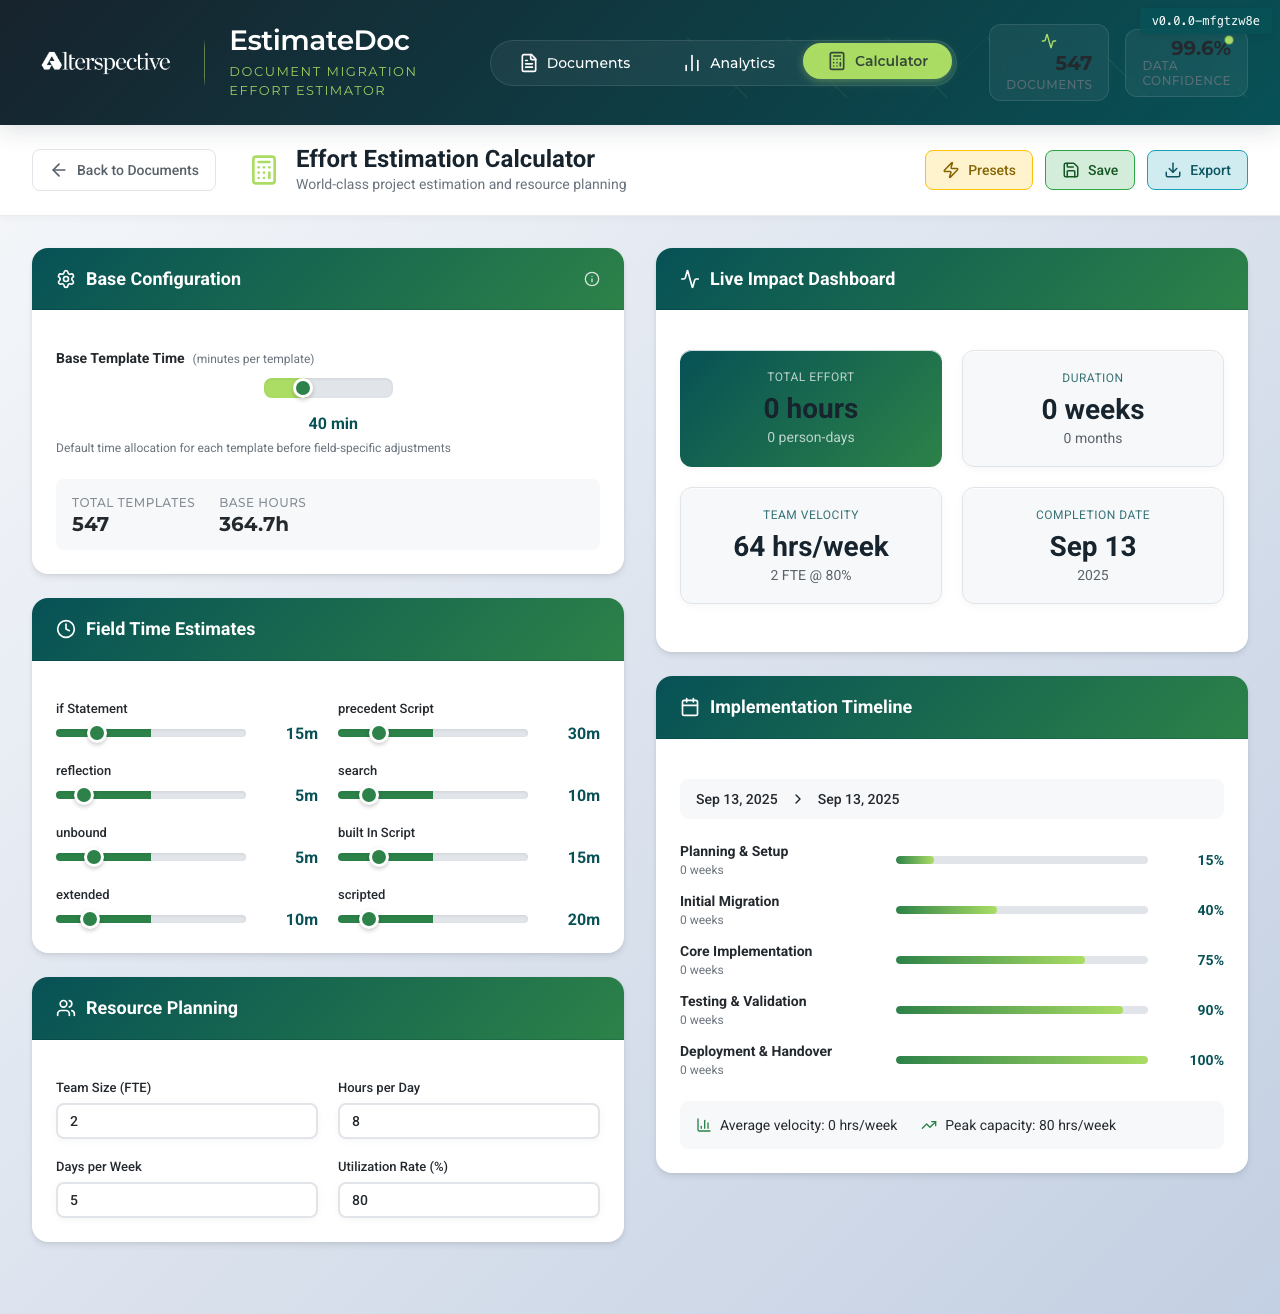 v0.0.0-mfgtzw8e
Alterspective
EstimateDoc
DOCUMENT MIGRATION
EFFORT ESTIMATOR
Documents
Analytics
Calculator
547
DOCUMENTS
99.6%
DATA
CONFIDENCE
Back to Documents
Effort Estimation Calculator
World-class project estimation and resource planning
Presets
Save
Export
Base Configuration
Base Template Time (minutes per template)
40 min
Default time allocation for each template before field-specific adjustments
TOTAL TEMPLATES
547
BASE HOURS
364.7h
Field Time Estimates
if Statement
15m
precedent Script
30m
reflection
5m
search
10m
unbound
5m
built In Script
15m
extended
10m
scripted
20m
Resource Planning
Team Size (FTE)
2
Hours per Day
8
Days per Week
5
Utilization Rate (%)
80
Live Impact Dashboard
TOTAL EFFORT
0 hours
0 person-days
DURATION
0 weeks
0 months
TEAM VELOCITY
64 hrs/week
2 FTE @ 80%
COMPLETION DATE
Sep 13
2025
Implementation Timeline
Sep 13, 2025 > Sep 13, 2025
Planning & Setup
0 weeks
15%
Initial Migration
0 weeks
40%
Core Implementation
0 weeks
75%
Testing & Validation
0 weeks
90%
Deployment & Handover
0 weeks
100%
Average velocity: 0 hrs/week
Peak capacity: 80 hrs/week